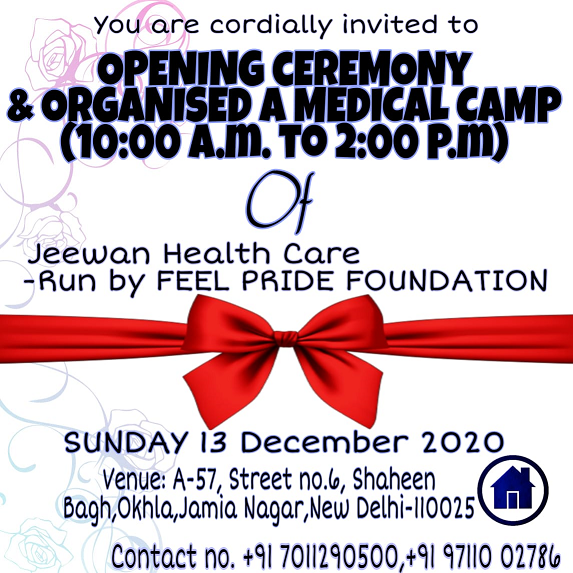 You are cordially invited to
OPENING CEREMONY
& ORGANISED A MEDICAL CAMP
(10:00 A.m. TO 2:00 P.m)
Of
Jeewan Health Care
-Run by FEEL PRIDE FOUNDATION
SUNDAY 13 December 2020
Venue: A-57, Street no.6, Shaheen
Bagh,Okhla,Jamia Nagar,New Delhi-110025
Contact no. +91 7011290500,+91 97110 02786